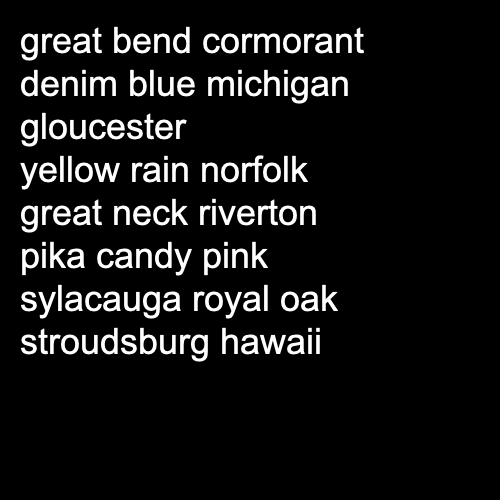 great bend cormorant
denim blue michigan
gloucester
yellow rain norfolk
great neck riverton
pika candy pink
sylacauga royal oak
stroudsburg hawaii